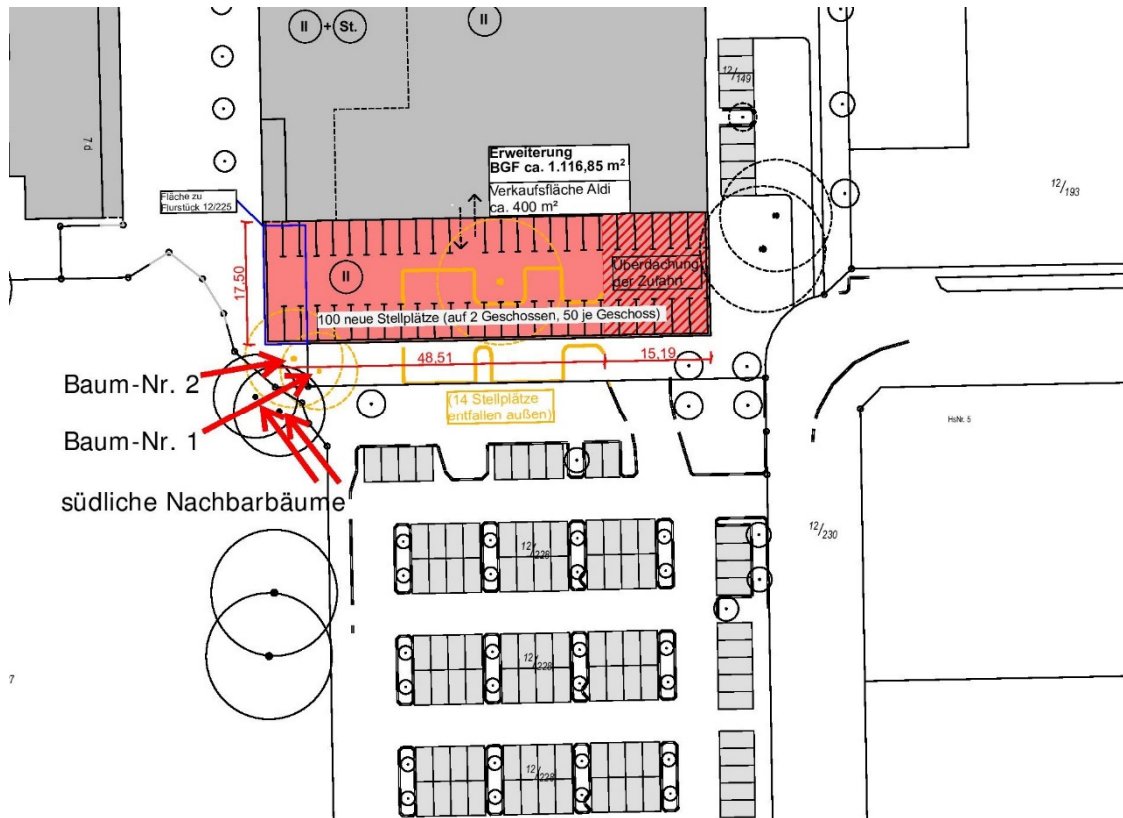 II
+
St.
II
12/149
7 d
Erweiterung
BGF ca. 1.116,85 m²
Verkaufsfläche Aldi
ca. 400 m²
12/193
Fläche zu
Flurstück 12/225
17.50
II
Überdachung
der Zufahrt
100 neue Stellplätze (auf 2 Geschossen, 50 je Geschoss)
48.51
15.19
Baum-Nr. 2
(14 Stellplätze
entfallen außen)
HsNr. 5
Baum-Nr. 1
südliche Nachbarbäume
12/230
12/228
12/228
7
12/228